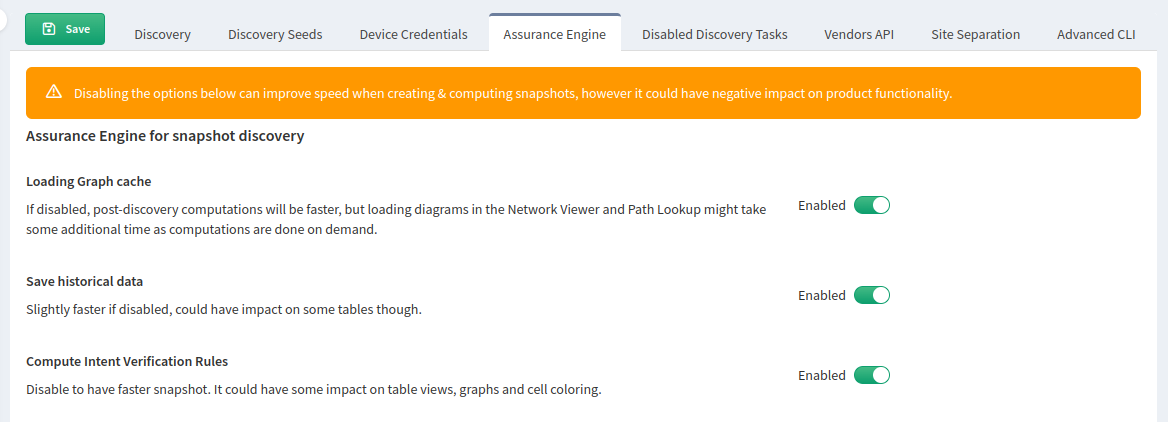 Save
Discovery
Discovery Seeds
Device Credentials
Assurance Engine
Disabled Discovery Tasks
Vendors API
Site Separation
Advanced CLI
Disabling the options below can improve speed when creating & computing snapshots, however it could have negative impact on product functionality.
Assurance Engine for snapshot discovery
Loading Graph cache
If disabled, post-discovery computations will be faster, but loading diagrams in the Network Viewer and Path Lookup might take
some additional time as computations are done on demand.
Enabled
Save historical data
Slightly faster if disabled, could have impact on some tables though.
Enabled
Compute Intent Verification Rules
Disable to have faster snapshot. It could have some impact on table views, graphs and cell coloring.
Enabled